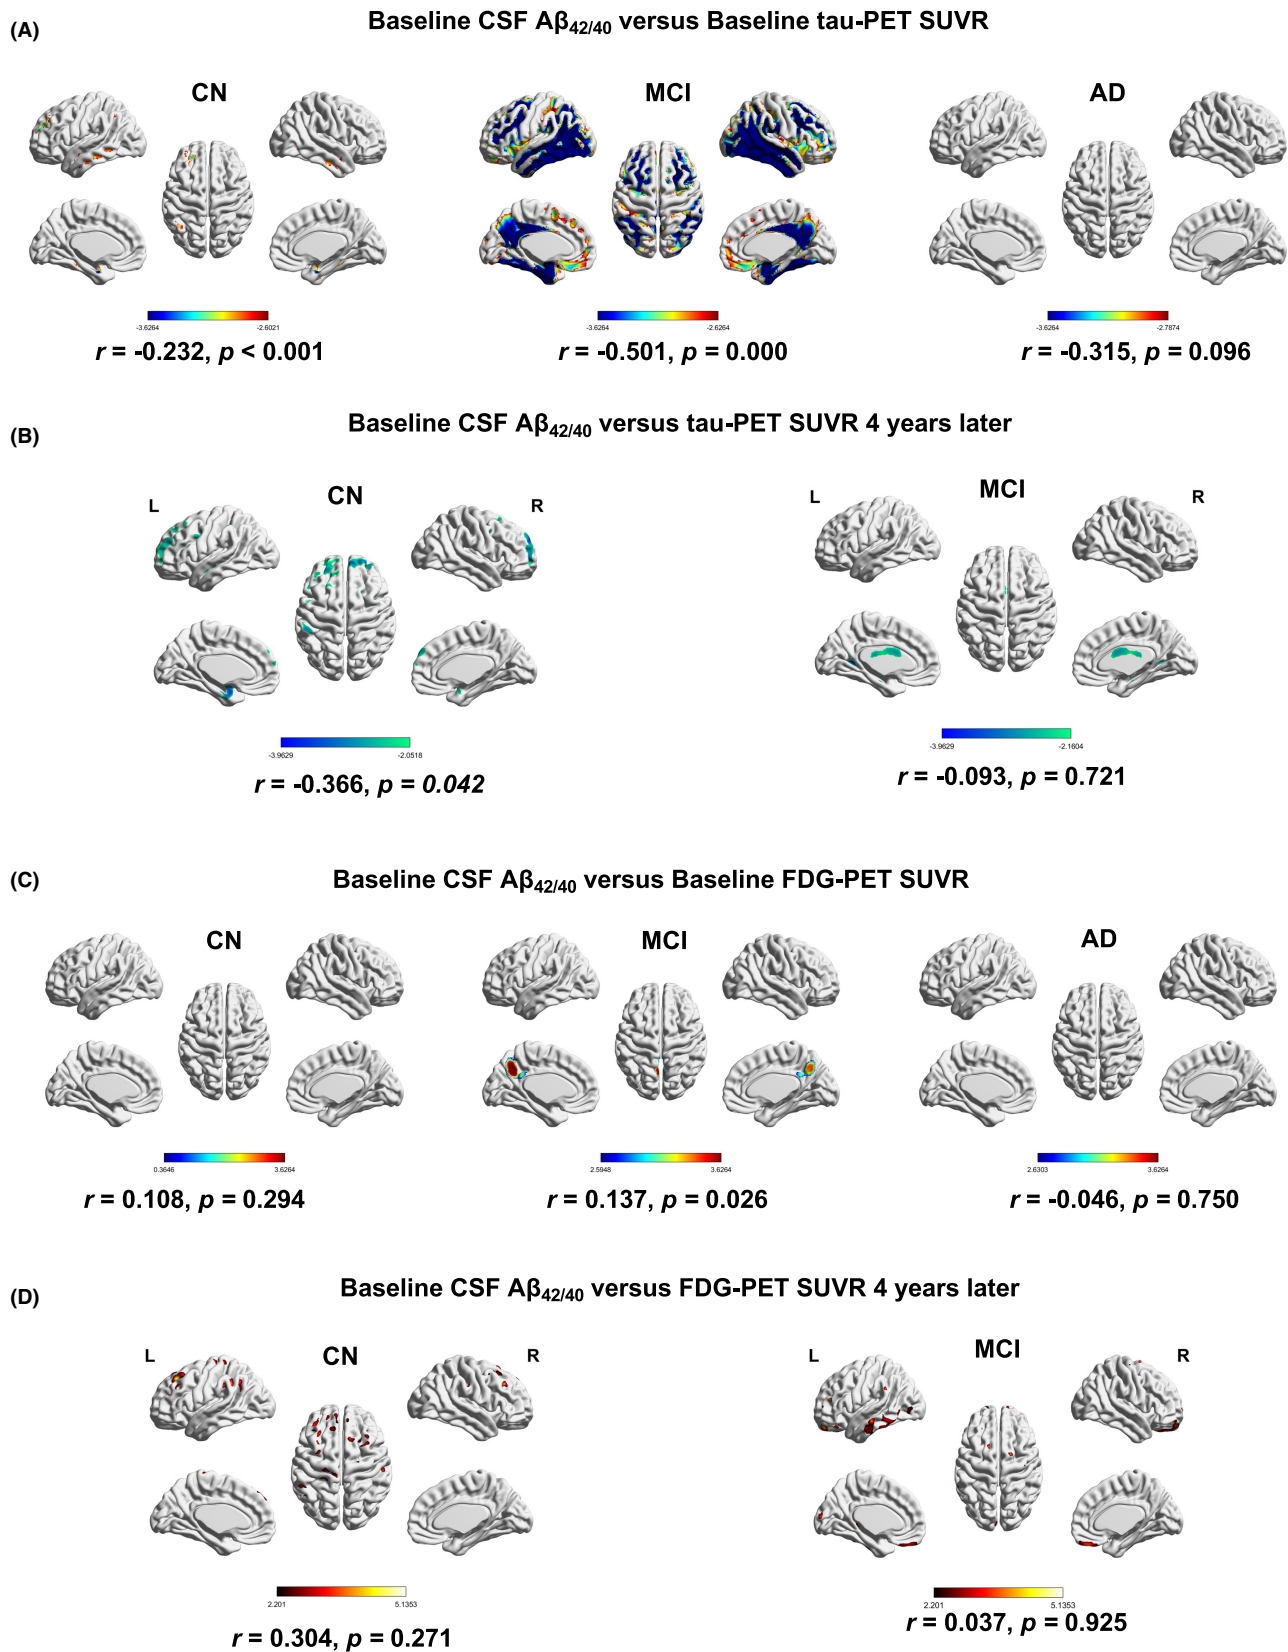 (A)
Baseline CSF Aβ42/40 versus Baseline tau-PET SUVR
CN
MCI
AD
-3.6264 -2.6021
-3.6264 -2.6264
-3.6264 -2.7874
r = -0.232, p < 0.001
r = -0.501, p = 0.000
r = -0.315, p = 0.096
(B)
Baseline CSF Aβ42/40 versus tau-PET SUVR 4 years later
L CN R
L MCI R
-3.9629 -2.0518
-3.9629 -2.1604
r = -0.366, p = 0.042
r = -0.093, p = 0.721
(C)
Baseline CSF Aβ42/40 versus Baseline FDG-PET SUVR
CN
MCI
AD
0.3646 3.6264
2.5948 3.6264
2.6303 3.6264
r = 0.108, p = 0.294
r = 0.137, p = 0.026
r = -0.046, p = 0.750
(D)
Baseline CSF Aβ42/40 versus FDG-PET SUVR 4 years later
L CN R
L MCI R
2.201 5.1353
2.201 5.1353
r = 0.304, p = 0.271
r = 0.037, p = 0.925